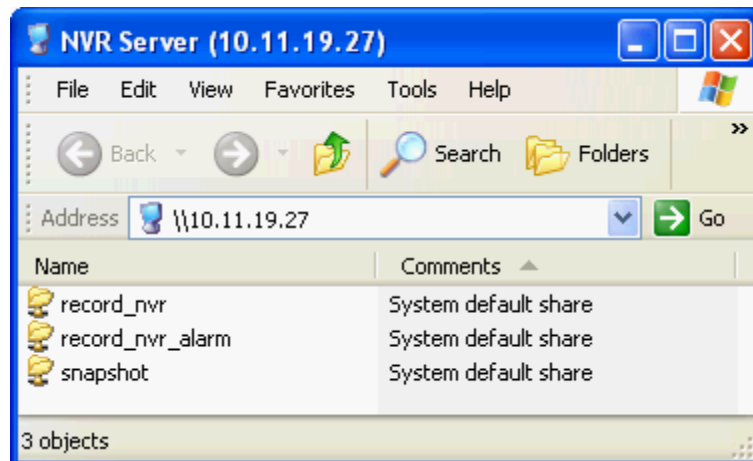 NVR Server (10.11.19.27)
File Edit View Favorites Tools Help
Back Search Folders »
Address \\10.11.19.27 Go
Name Comments
record_nvr System default share
record_nvr_alarm System default share
snapshot System default share
3 objects